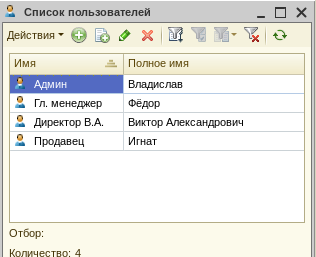 Список пользователей
Действия
Имя Полное имя
Админ Владислав
Гл. менеджер Фёдор
Директор В.А. Виктор Александрович
Продавец Игнат
Отбор:
Количество: 4